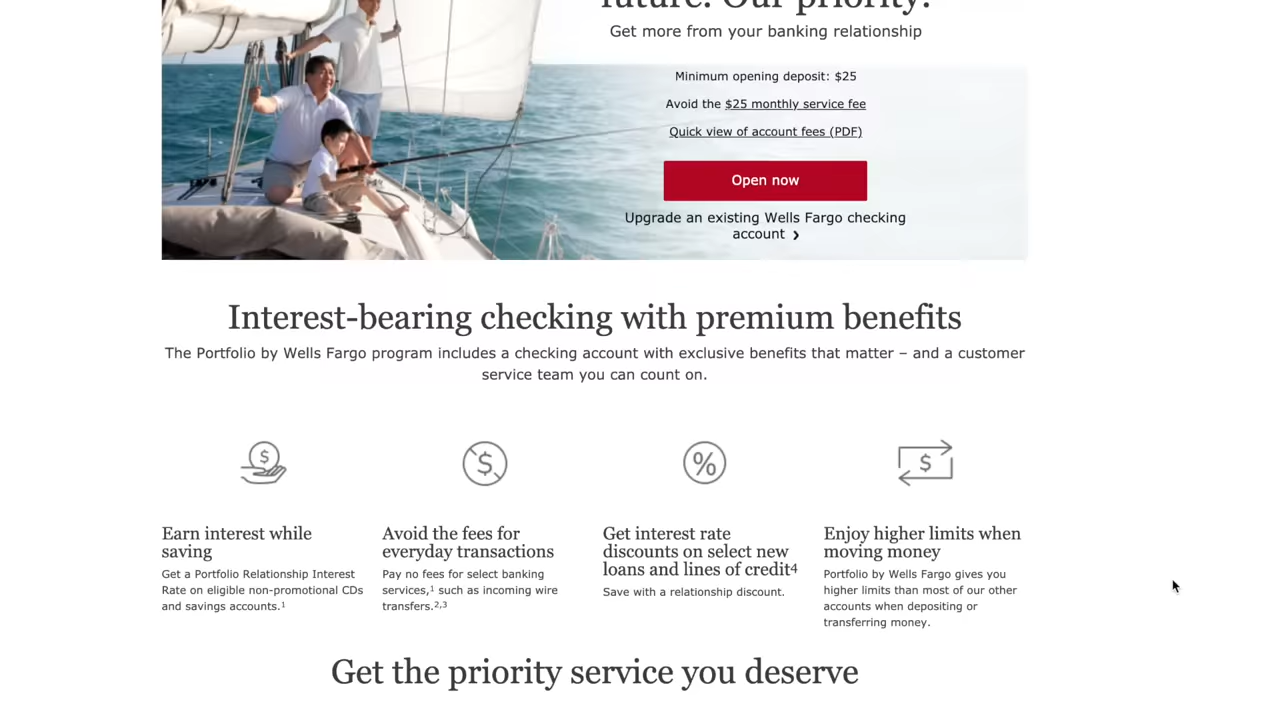 future. Our priority.
Get more from your banking relationship
Minimum opening deposit: $25
Avoid the $25 monthly service fee
Quick view of account fees (PDF)
Open now
Upgrade an existing Wells Fargo checking
account ›
Interest-bearing checking with premium benefits
The Portfolio by Wells Fargo program includes a checking account with exclusive benefits that matter – and a customer
service team you can count on.
Earn interest while
saving
Get a Portfolio Relationship Interest
Rate on eligible non-promotional CDs
and savings accounts.¹
Avoid the fees for
everyday transactions
Pay no fees for select banking
services,¹ such as incoming wire
transfers.²,³
Get interest rate
discounts on select new
loans and lines of credit⁴
Save with a relationship discount.
Enjoy higher limits when
moving money
Portfolio by Wells Fargo gives you
higher limits than most of our other
accounts when depositing or
transferring money.
Get the priority service you deserve